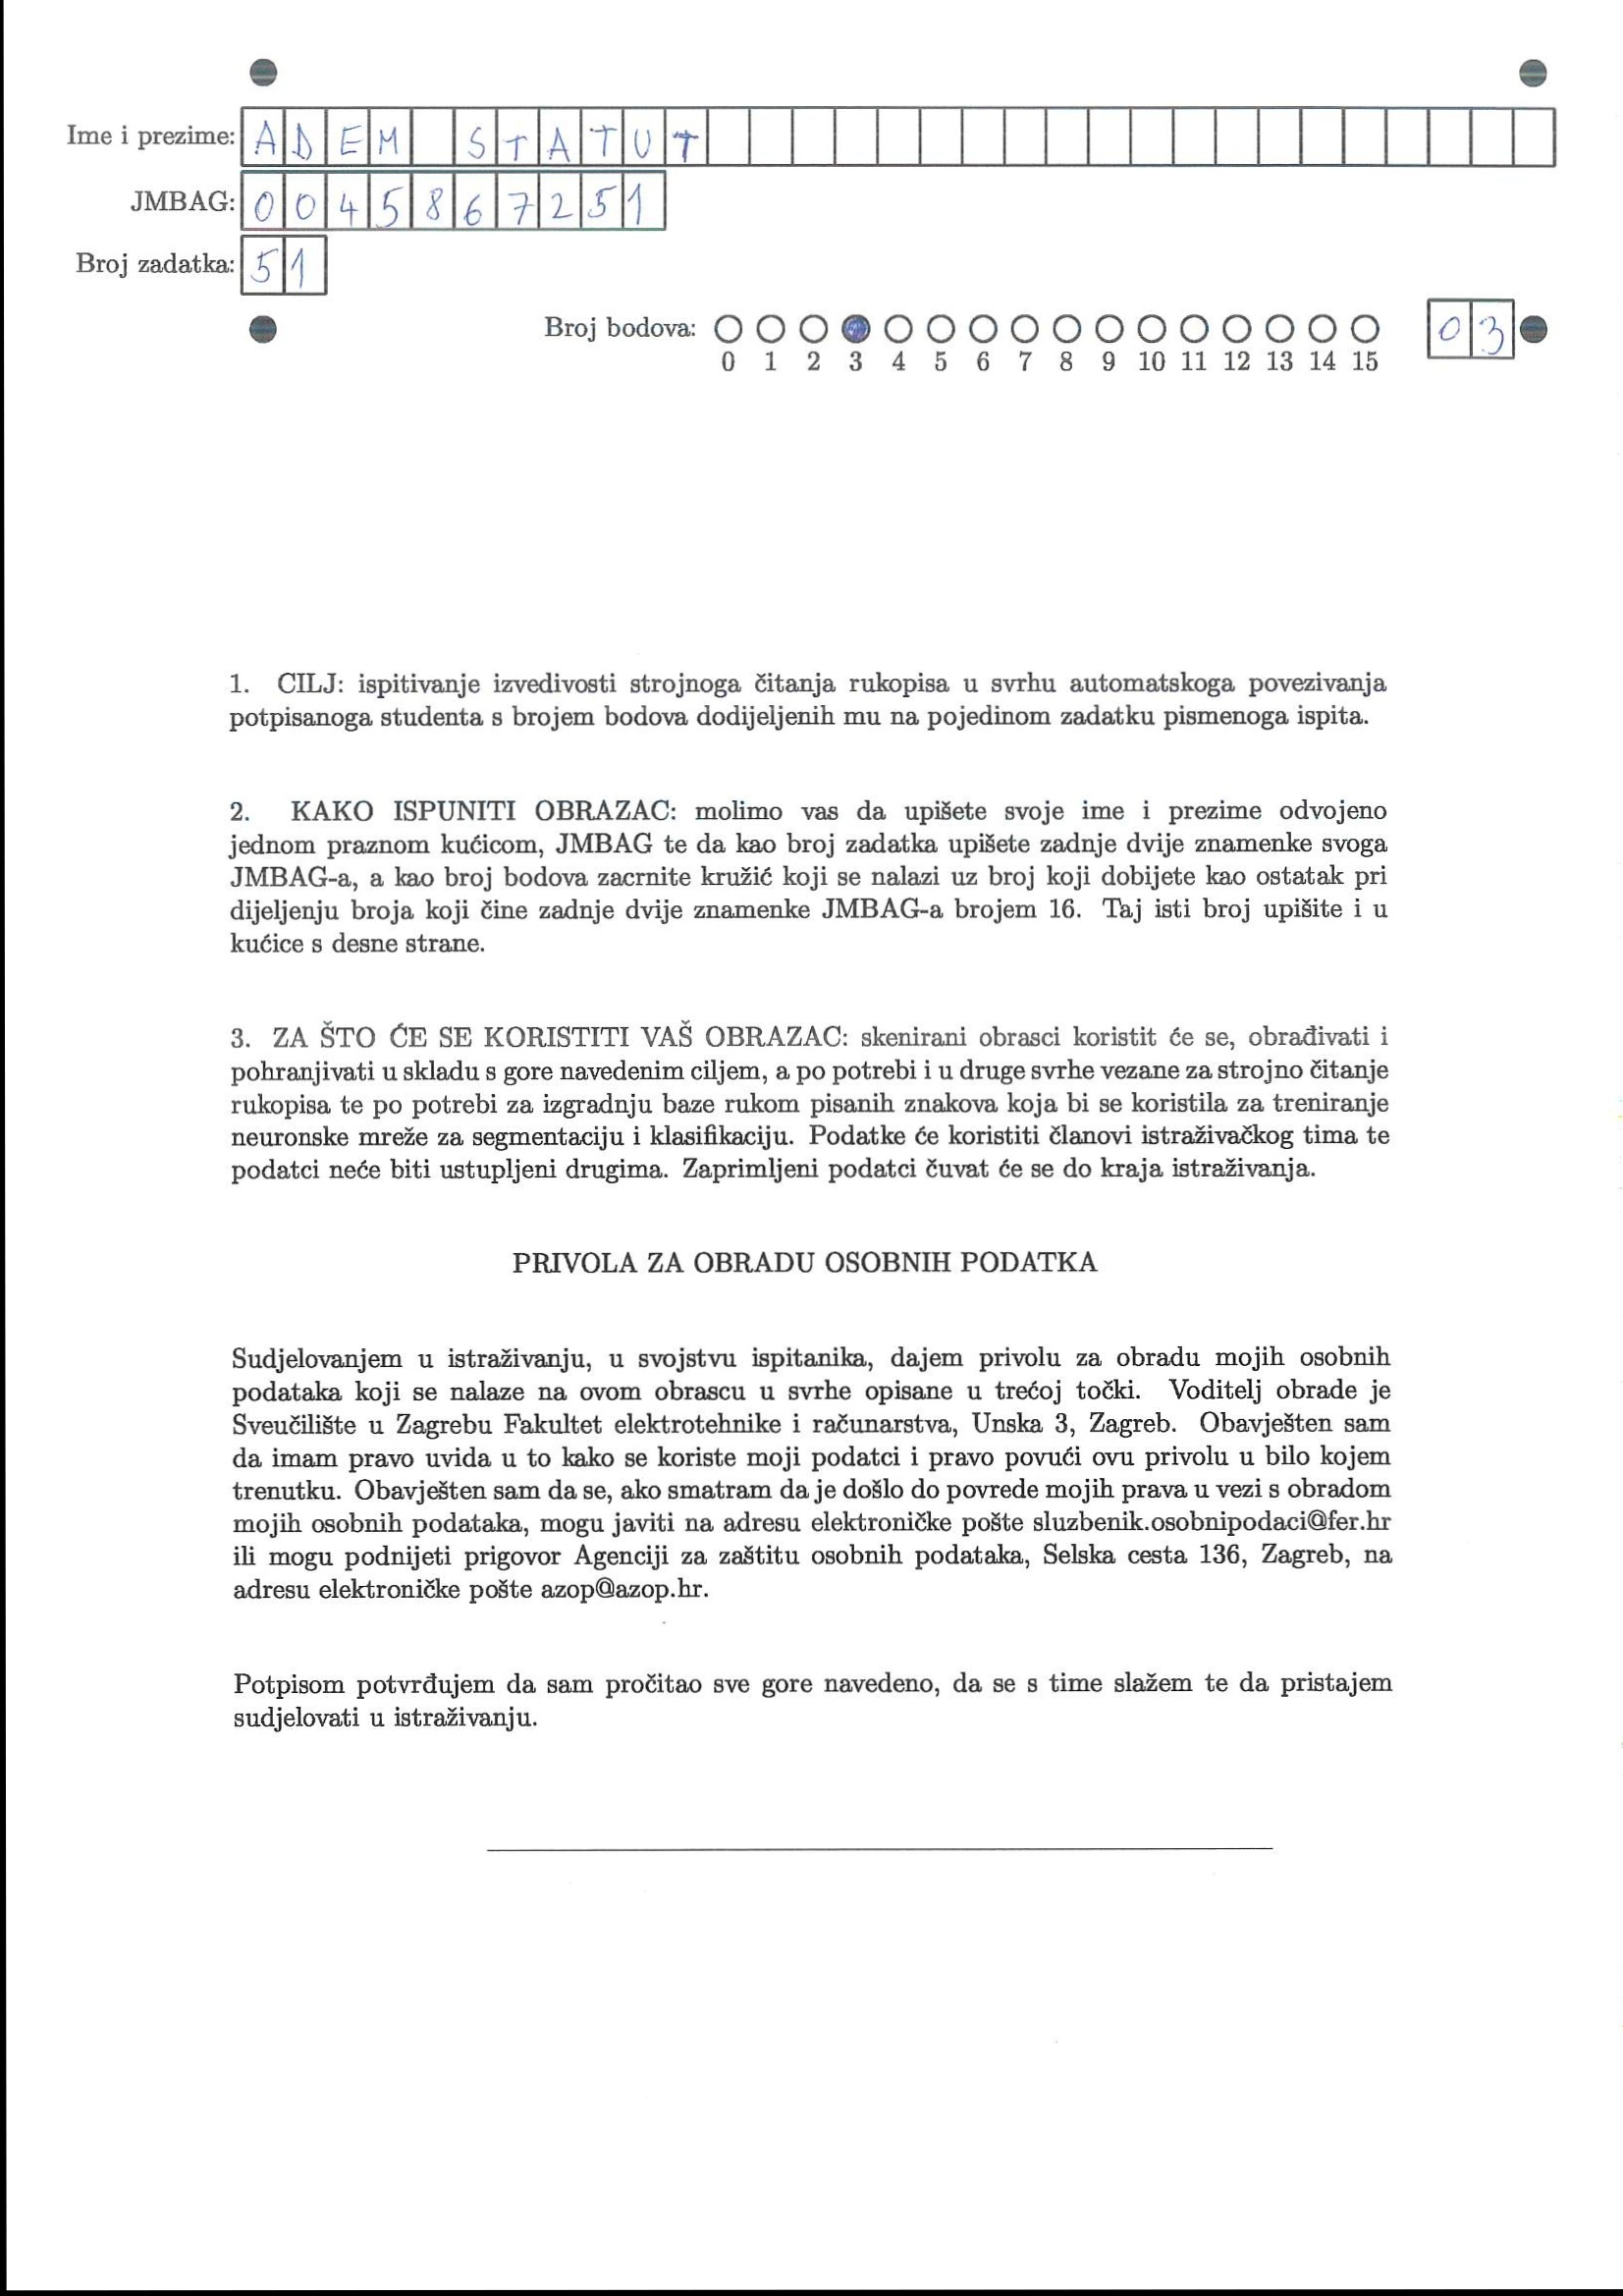 Ime i prezime: ADEM STATUT
JMBAG: 0045867251
Broj zadatka: 51
Broj bodova: 03
0 1 2 3 4 5 6 7 8 9 10 11 12 13 14 15
1. CILJ: ispitivanje izvedivosti strojnoga čitanja rukopisa u svrhu automatskoga povezivanja
potpisanoga studenta s brojem bodova dodijeljenih mu na pojedinom zadatku pismenoga ispita.
2. KAKO ISPUNITI OBRAZAC: molimo vas da upišete svoje ime i prezime odvojeno
jednom praznom kućicom, JMBAG te da kao broj zadatka upišete zadnje dvije znamenke svoga
JMBAG-a, a kao broj bodova zacrnite kružić koji se nalazi uz broj koji dobijete kao ostatak pri
dijeljenju broja koji čine zadnje dvije znamenke JMBAG-a brojem 16. Taj isti broj upišite i u
kućice s desne strane.
3. ZA ŠTO ĆE SE KORISTITI VAŠ OBRAZAC: skenirani obrasci koristit će se, obrađivati i
pohranjivati u skladu s gore navedenim ciljem, a po potrebi i u druge svrhe vezane za strojno čitanje
rukopisa te po potrebi za izgradnju baze rukom pisanih znakova koja bi se koristila za treniranje
neuronske mreže za segmentaciju i klasifikaciju. Podatke će koristiti članovi istraživačkog tima te
podatci neće biti ustupljeni drugima. Zaprimljeni podatci čuvat će se do kraja istraživanja.
PRIVOLA ZA OBRADU OSOBNIH PODATKA
Sudjelovanjem u istraživanju, u svojstvu ispitanika, dajem privolu za obradu mojih osobnih
podataka koji se nalaze na ovom obrascu u svrhe opisane u trećoj točki. Voditelj obrade je
Sveučilište u Zagrebu Fakultet elektrotehnike i računarstva, Unska 3, Zagreb. Obavješten sam
da imam pravo uvida u to kako se koriste moji podatci i pravo povući ovu privolu u bilo kojem
trenutku. Obavješten sam da se, ako smatram da je došlo do povrede mojih prava u vezi s obradom
mojih osobnih podataka, mogu javiti na adresu elektroničke pošte sluzbenik.osobnipodaci@fer.hr
ili mogu podnijeti prigovor Agenciji za zaštitu osobnih podataka, Selska cesta 136, Zagreb, na
adresu elektroničke pošte azop@azop.hr.
Potpisom potvrđujem da sam pročitao sve gore navedeno, da se s time slažem te da pristajem
sudjelovati u istraživanju.